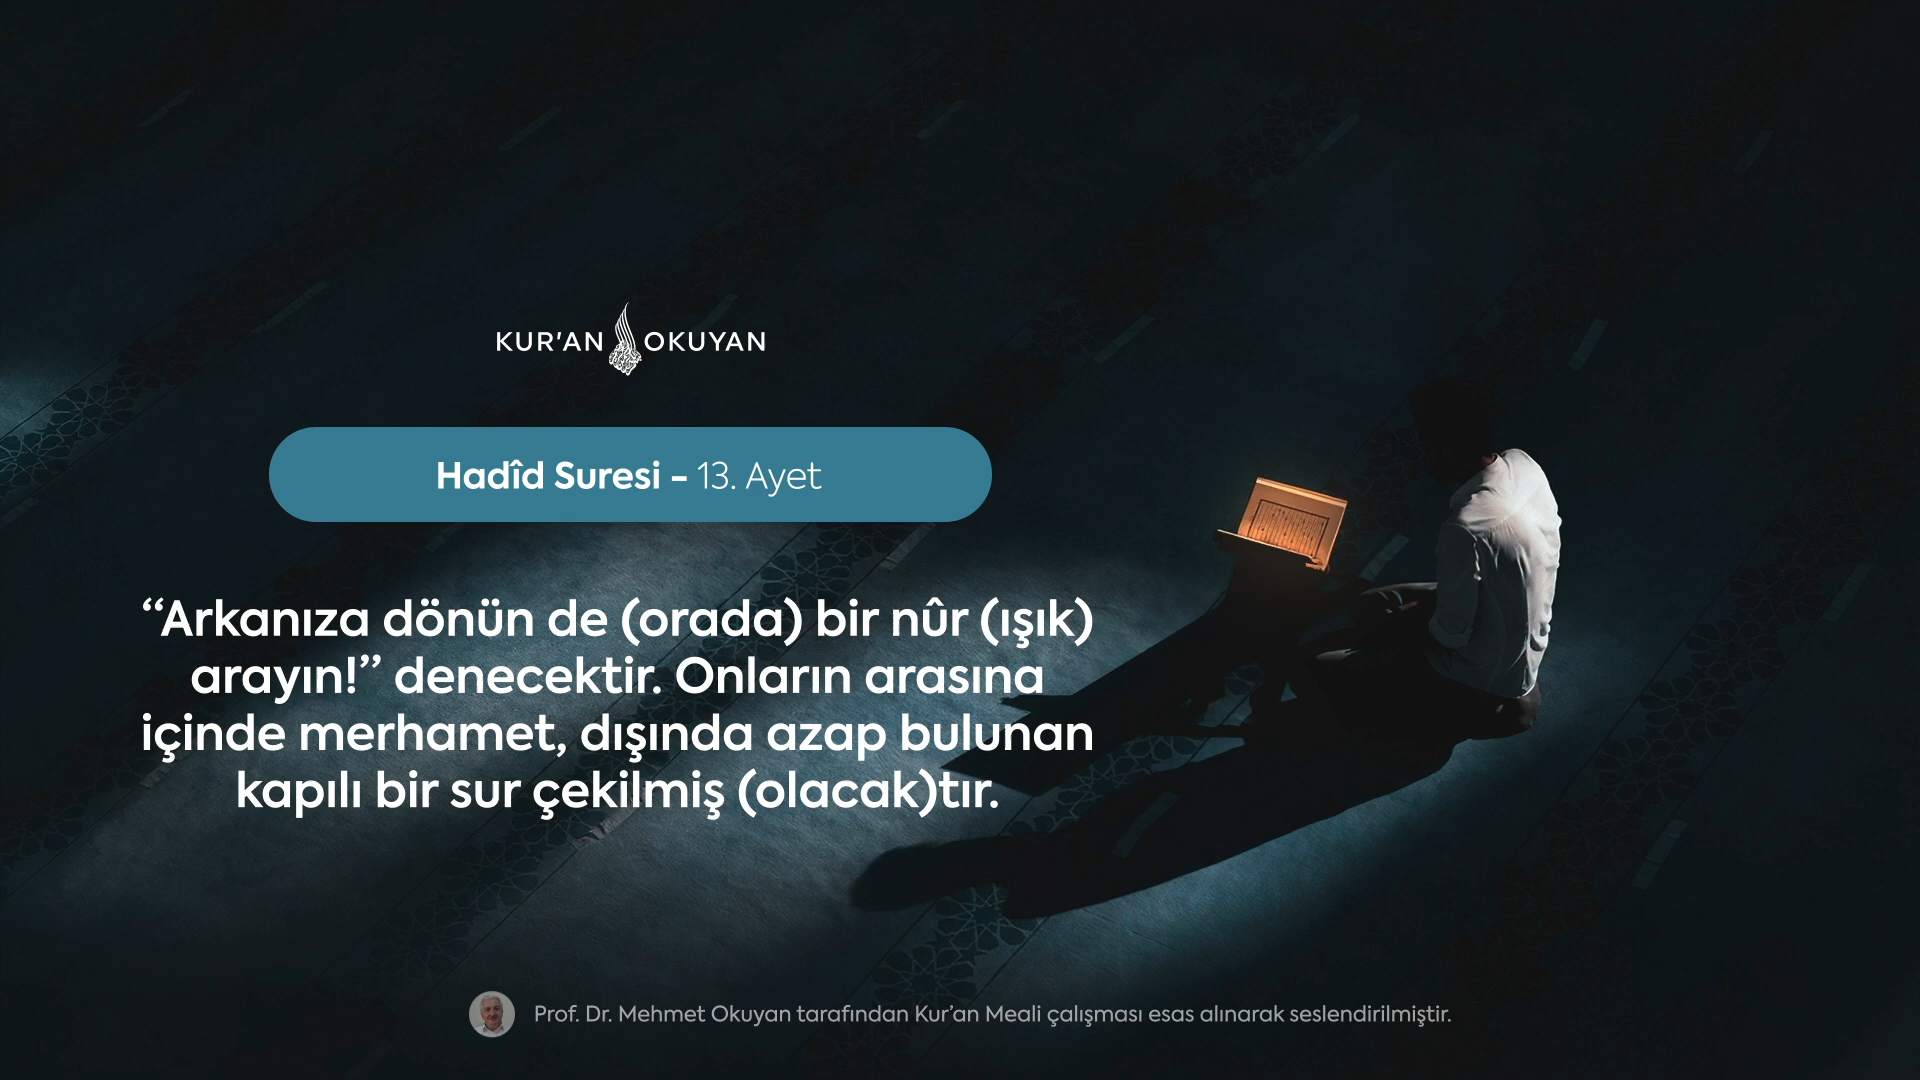 KUR'AN OKUYAN
Hadîd Suresi - 13. Ayet
“Arkanıza dönün de (orada) bir nûr (ışık)
arayın!” denecektir. Onların arasına
içinde merhamet, dışında azap bulunan
kapılı bir sur çekilmiş (olacak)tır.
Prof. Dr. Mehmet Okuyan tarafından Kur’an Meali çalışması esas alınarak seslendirilmiştir.